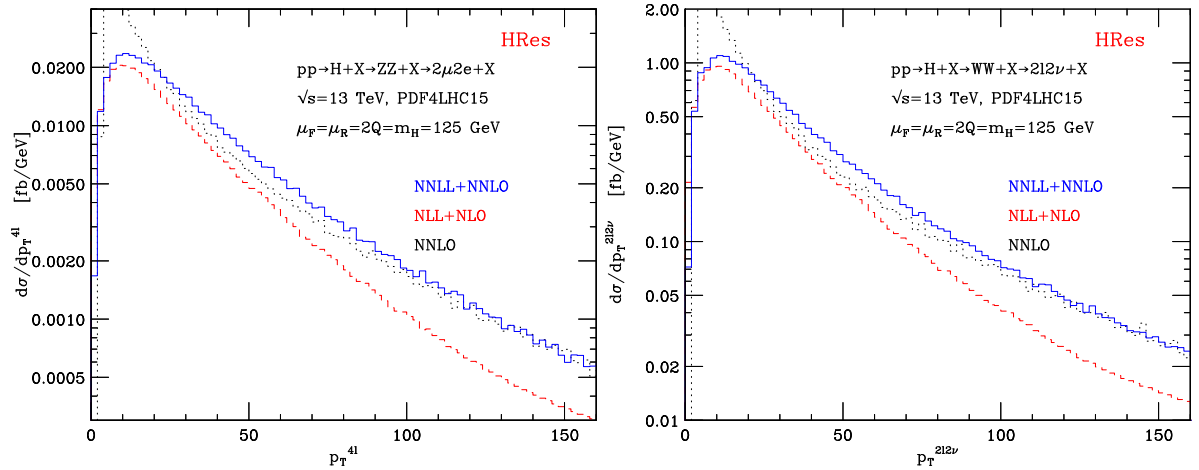 HRes
pp→H+X→ZZ+X→2μ2e+X
√s=13 TeV, PDF4LHC15
μF=μR=2Q=mH=125 GeV
NNLL+NNLO
NLL+NLO
NNLO
dσ/dpT4l [fb/GeV]
0.0200
0.0100
0.0050
0.0020
0.0010
0.0005
0 50 100 150
pT4l
HRes
pp→H+X→WW+X→2l2ν+X
√s=13 TeV, PDF4LHC15
μF=μR=2Q=mH=125 GeV
NNLL+NNLO
NLL+NLO
NNLO
dσ/dpT2l2ν [fb/GeV]
2.00
1.00
0.50
0.20
0.10
0.05
0.02
0.01
0 50 100 150
pT2l2ν